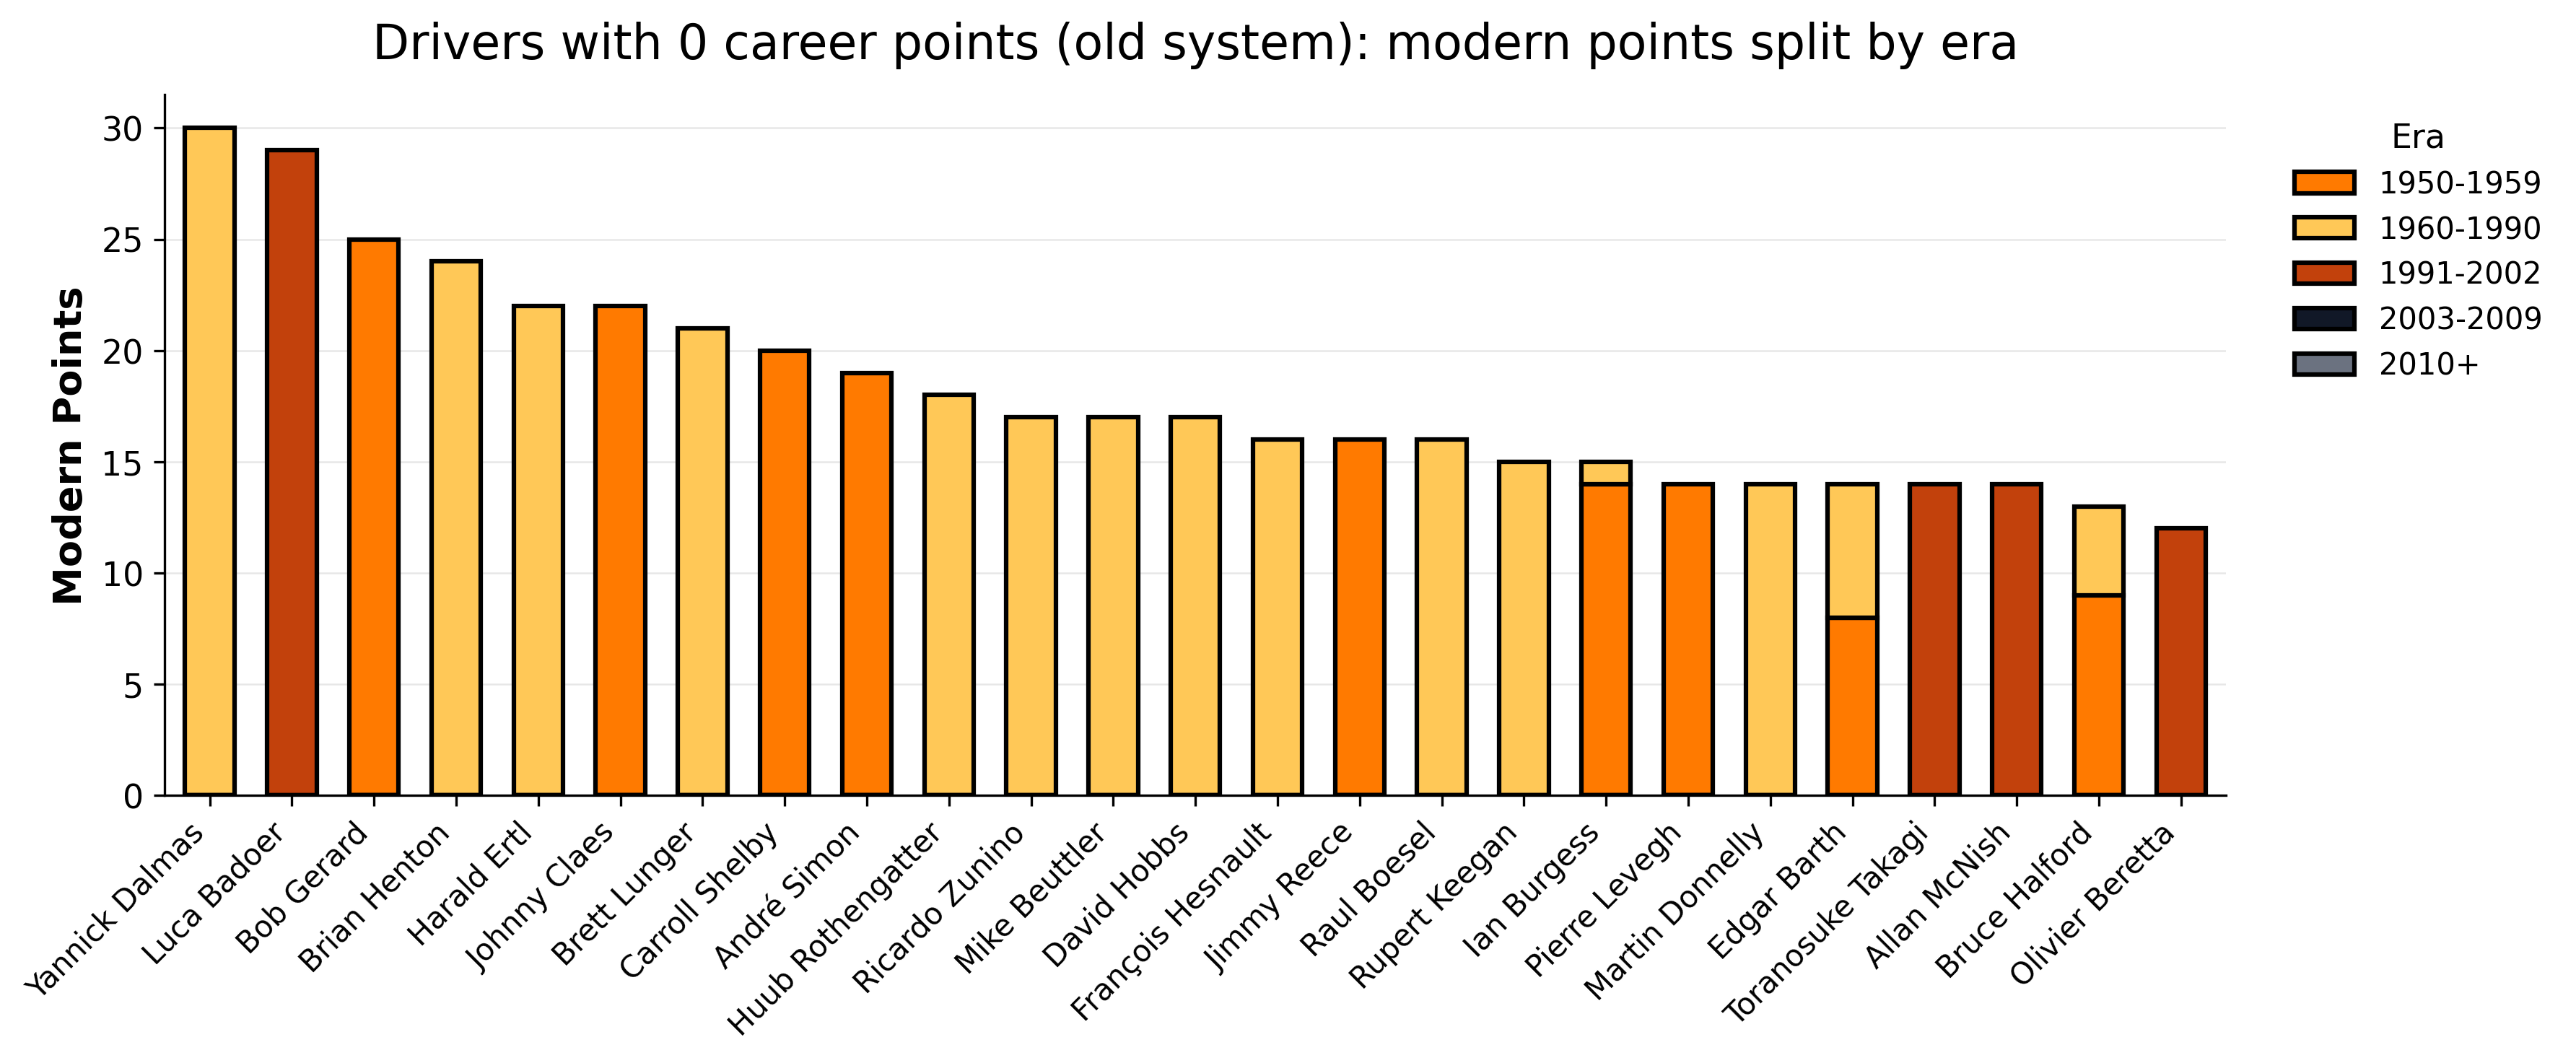 Drivers with 0 career points (old system): modern points split by era
Modern Points
30
25
20
15
10
5
0
Era
1950-1959
1960-1990
1991-2002
2003-2009
2010+
Yannick Dalmas
Luca Badoer
Bob Gerard
Brian Henton
Harald Ertl
Johnny Claes
Brett Lunger
Carroll Shelby
André Simon
Huub Rothengatter
Ricardo Zunino
Mike Beuttler
David Hobbs
François Hesnault
Jimmy Reece
Raul Boesel
Rupert Keegan
Ian Burgess
Pierre Levegh
Martin Donnelly
Edgar Barth
Toranosuke Takagi
Allan McNish
Bruce Halford
Olivier Beretta